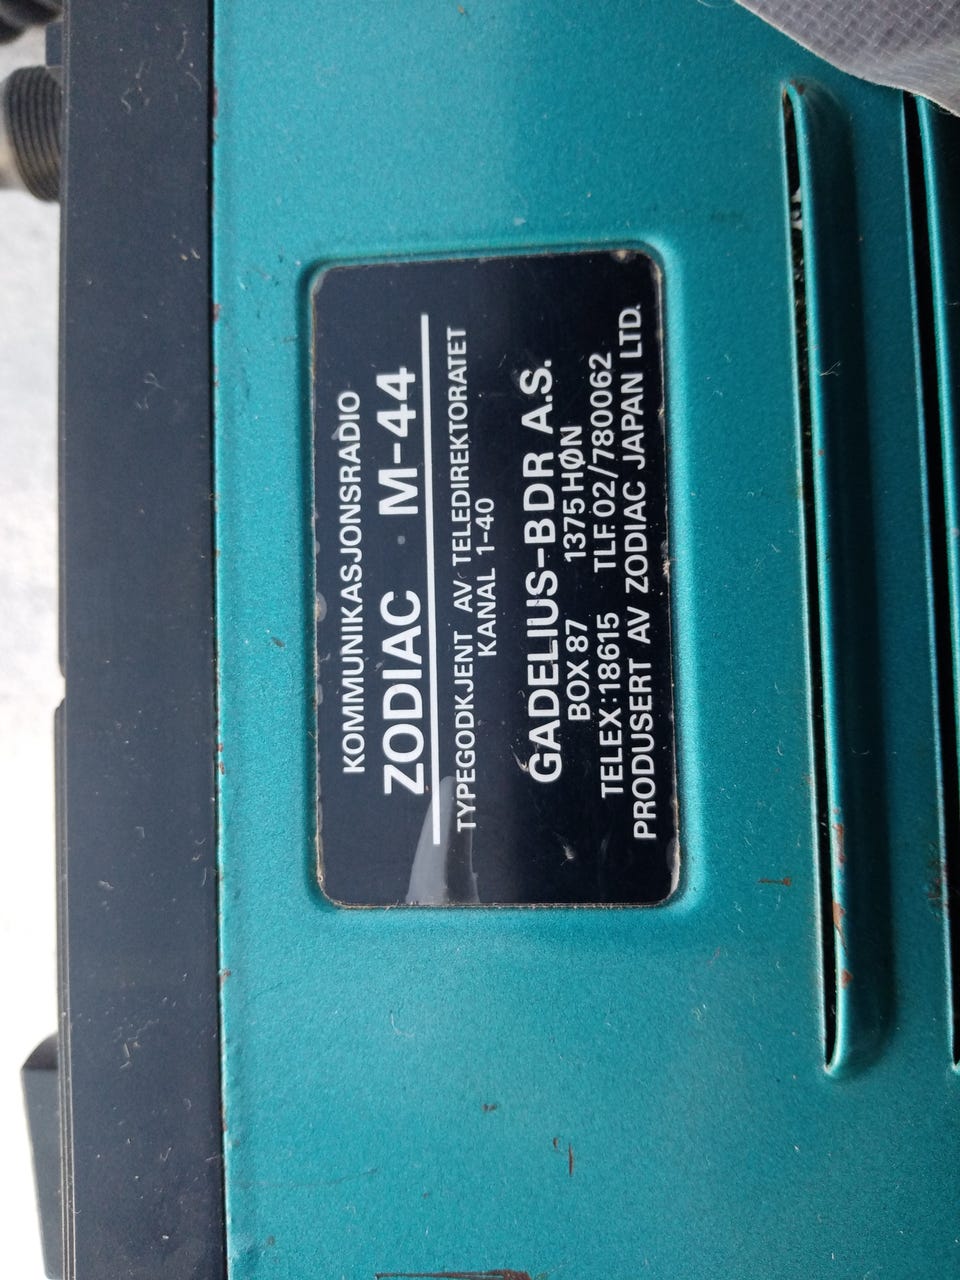 KOMMUNIKASJONSRADIO
ZODIAC M-44
TYPEGODKJENT AV TELEDIREKTORATET
KANAL 1-40
GADELIUS-BDR A.S.
BOX 87 1375 HØN
TELEX:18615 TLF. 02/780062
PRODUSERT AV ZODIAC JAPAN LTD.